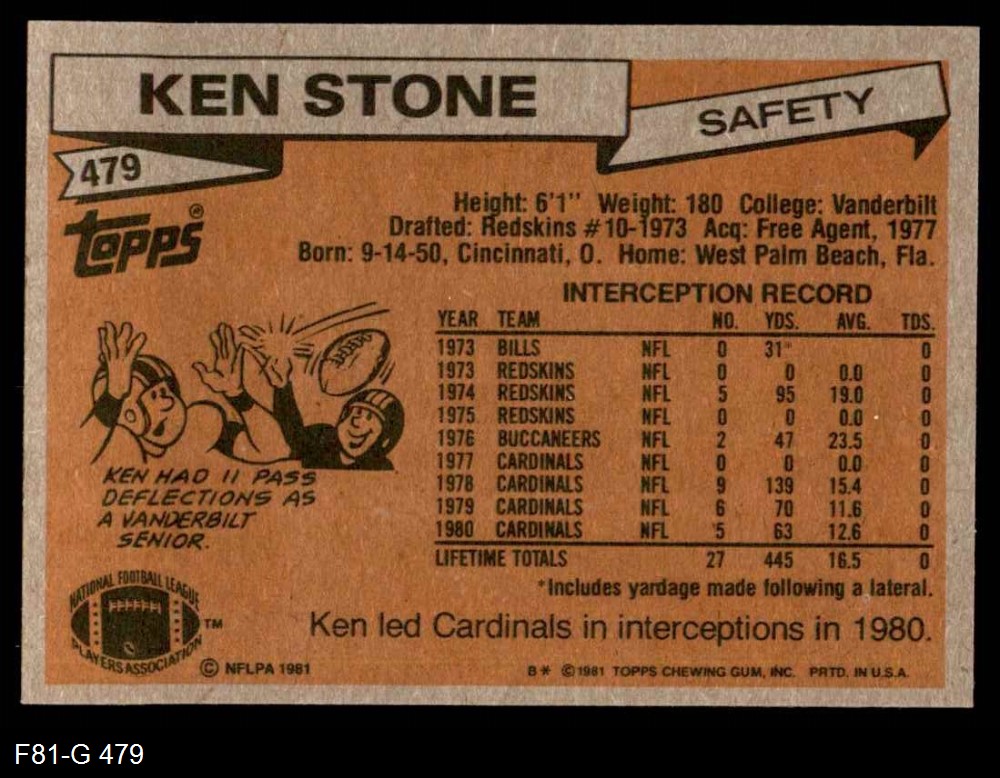 KEN STONE
SAFETY
479
Topps®
Height: 6'1" Weight: 180 College: Vanderbilt
Drafted: Redskins #10-1973 Acq: Free Agent, 1977
Born: 9-14-50, Cincinnati, O. Home: West Palm Beach, Fla.
INTERCEPTION RECORD
YEAR TEAM NO. YDS. AVG. TDS.
1973 BILLS NFL 0 31* 0
1973 REDSKINS NFL 0 0 0.0 0
1974 REDSKINS NFL 5 95 19.0 0
1975 REDSKINS NFL 0 0 0.0 0
1976 BUCCANEERS NFL 2 47 23.5 0
1977 CARDINALS NFL 0 0 0.0 0
1978 CARDINALS NFL 9 139 15.4 0
1979 CARDINALS NFL 6 70 11.6 0
1980 CARDINALS NFL 5 63 12.6 0
LIFETIME TOTALS 27 445 16.5 0
*Includes yardage made following a lateral.
KEN HAD 11 PASS
DEFLECTIONS AS
A VANDERBILT
SENIOR.
NATIONAL FOOTBALL LEAGUE
PLAYERS ASSOCIATION
TM
Ken led Cardinals in interceptions in 1980.
© NFLPA 1981
B* © 1981 TOPPS CHEWING GUM, INC. PRTD. IN U.S.A.
F81-G 479